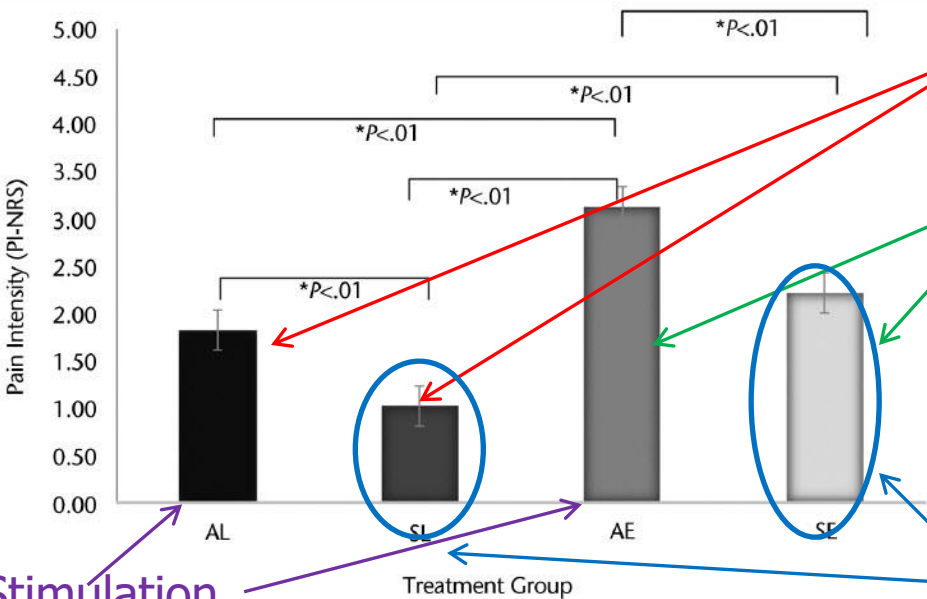 *P<.01
5.00
4.50
*P<.01
4.00
*P<.01
3.50
*P<.01
3.00
2.50
*P<.01
2.00
1.50
1.00
0.50
0.00
Pain Intensity (PI-NRS)
AL SL AE SE
Stimulation
Treatment Group